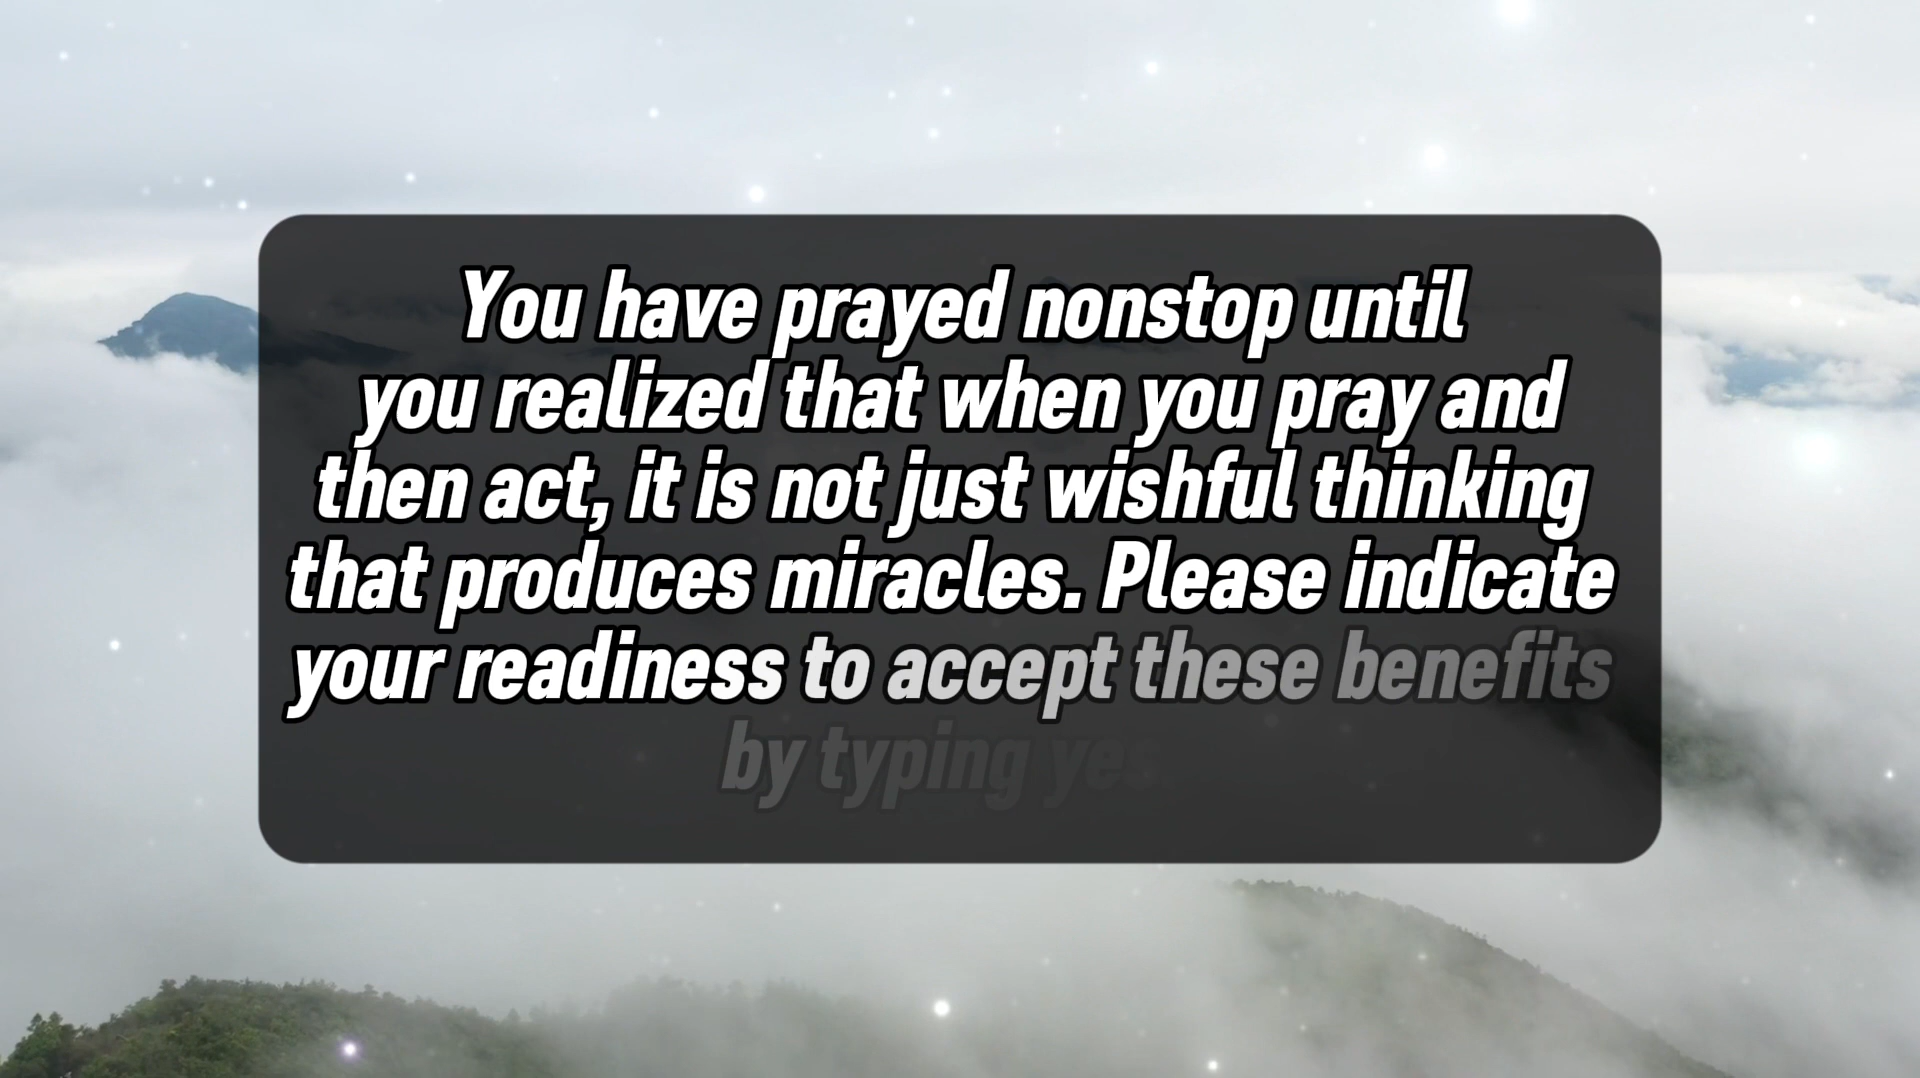 You have prayed nonstop until
you realized that when you pray and
then act, it is not just wishful thinking
that produces miracles. Please indicate
your readiness to accept these benefits
by typing yes.